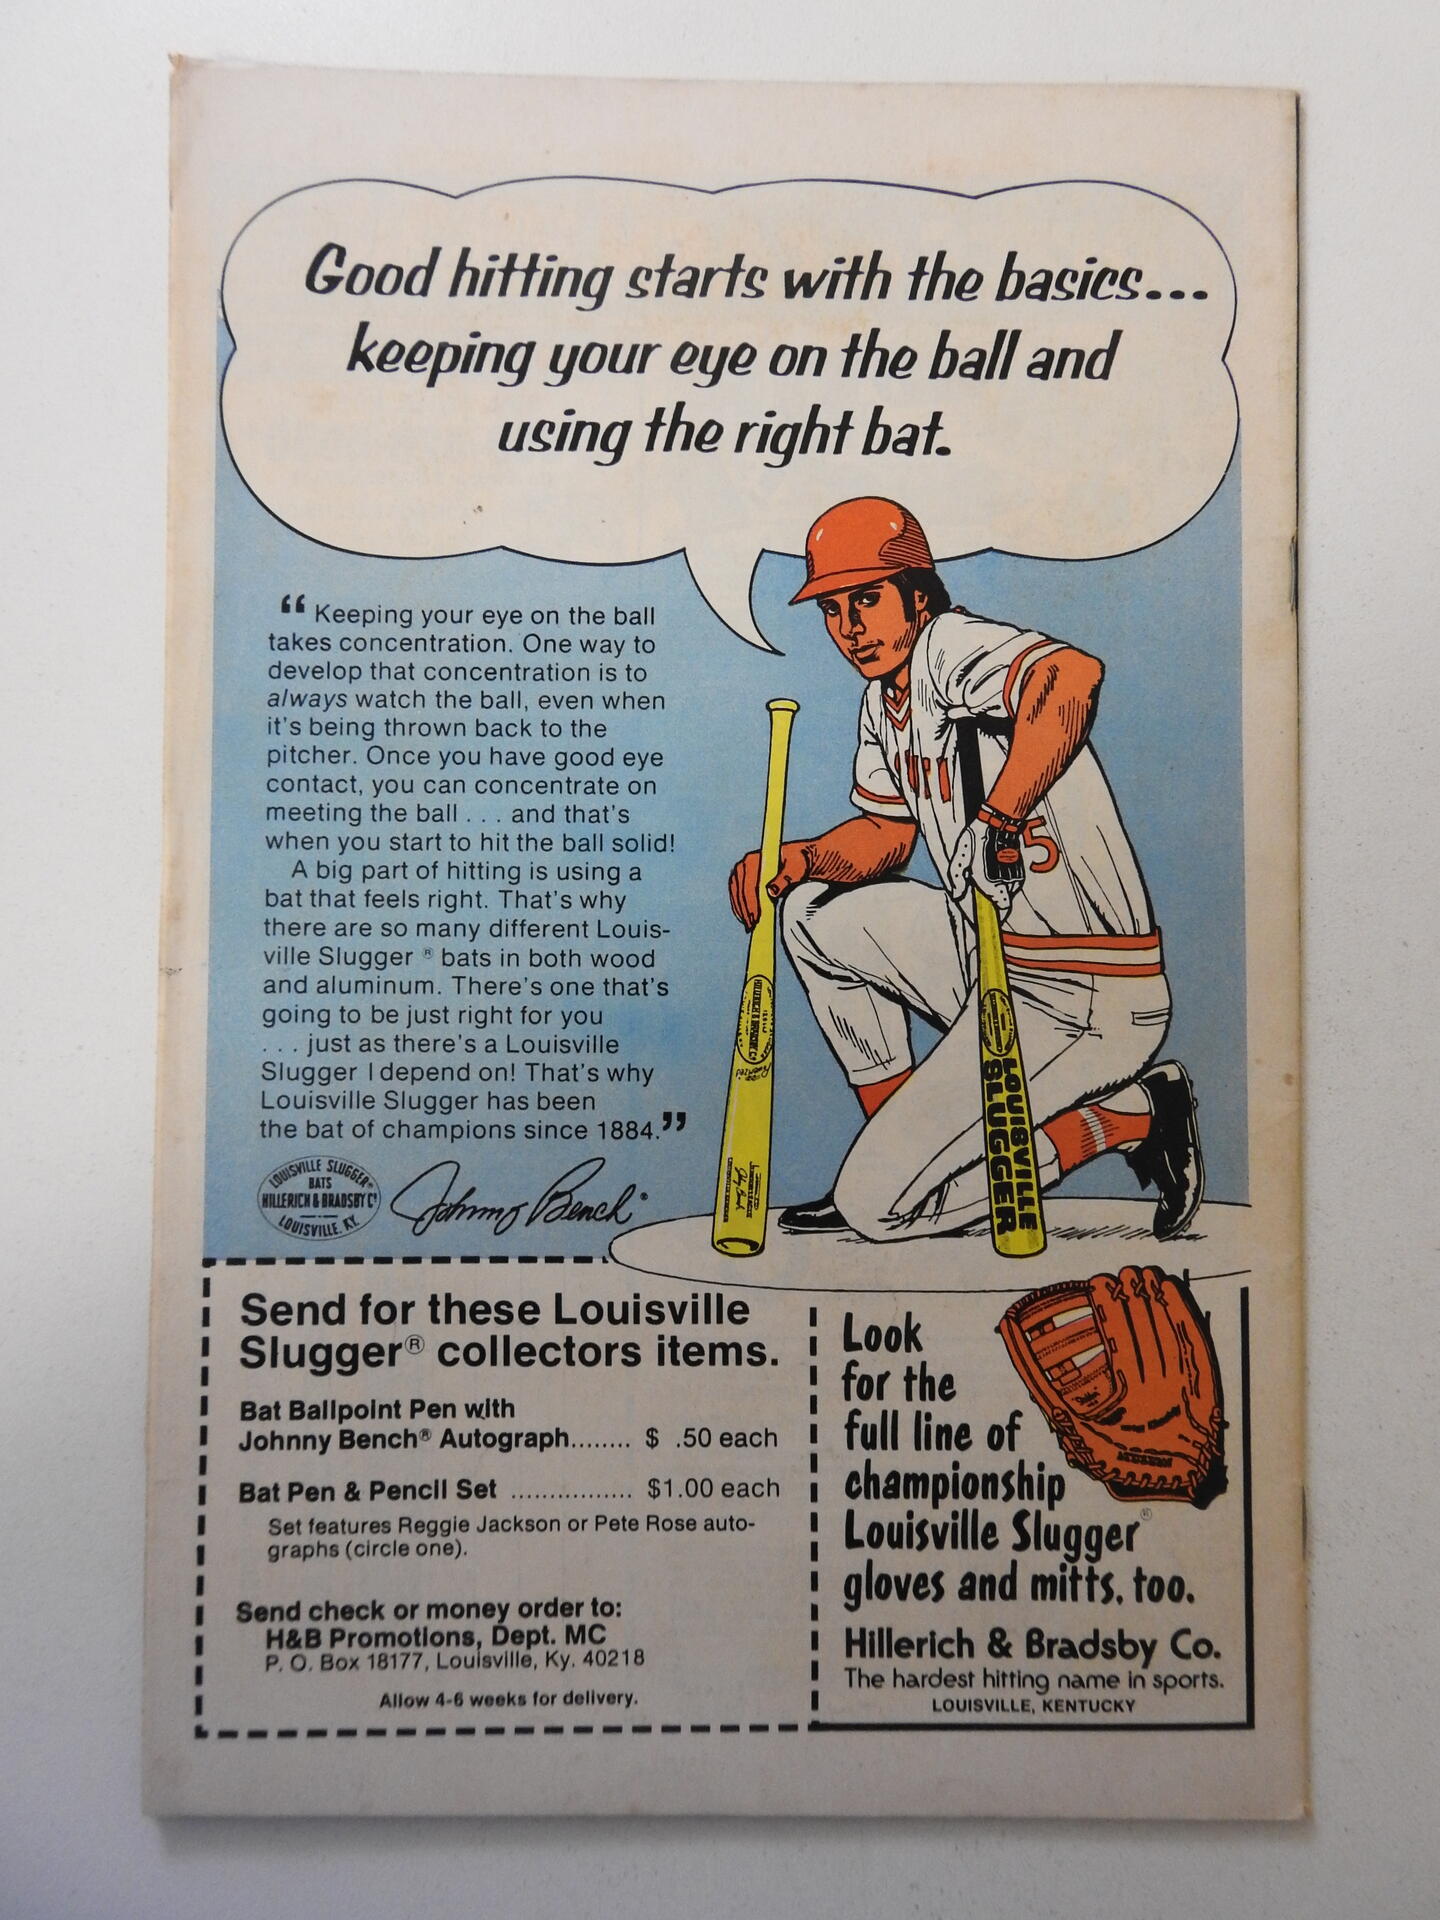 Good hitting starts with the basics...
keeping your eye on the ball and
using the right bat.
“Keeping your eye on the ball
takes concentration. One way to
develop that concentration is to
always watch the ball, even when
it's being thrown back to the
pitcher. Once you have good eye
contact, you can concentrate on
meeting the ball . . . and that's
when you start to hit the ball solid!
A big part of hitting is using a
bat that feels right. That's why
there are so many different Louis-
ville Slugger ® bats in both wood
and aluminum. There's one that's
going to be just right for you
. . . just as there's a Louisville
Slugger I depend on! That's why
Louisville Slugger has been
the bat of champions since 1884.”
LOUISVILLE SLUGGER®
BATS
HILLERICH & BRADSBY Co
LOUISVILLE, KY.
Johnny Bench
5
HILLERICH & BRADSBY Co
LOUISVILLE
SLUGGER
Send for these Louisville
Slugger® collectors items.
Bat Ballpoint Pen with
Johnny Bench® Autograph........ $ .50 each
Bat Pen & Pencil Set ................ $1.00 each
Set features Reggie Jackson or Pete Rose auto-
graphs (circle one).
Send check or money order to:
H&B Promotions, Dept. MC
P. O. Box 18177, Louisville, Ky. 40218
Allow 4-6 weeks for delivery.
Look
for the
full line of
championship
Louisville Slugger®
gloves and mitts, too.
Hillerich & Bradsby Co.
The hardest hitting name in sports.
LOUISVILLE, KENTUCKY